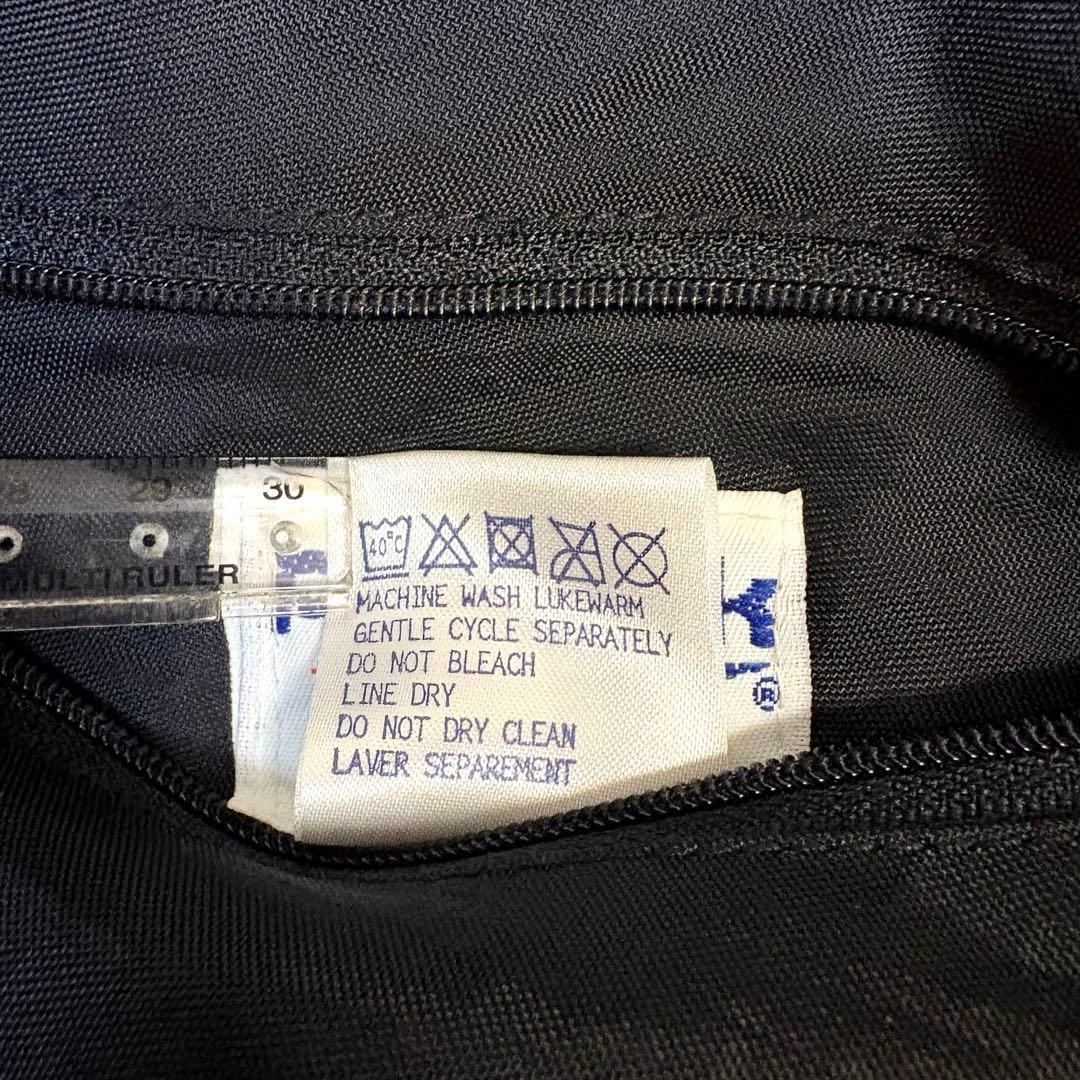 29
30
MULTI RULER
40°C
MACHINE WASH LUKEWARM
GENTLE CYCLE SEPARATELY
DO NOT BLEACH
LINE DRY
DO NOT DRY CLEAN
LAVER SEPAREMENT
®